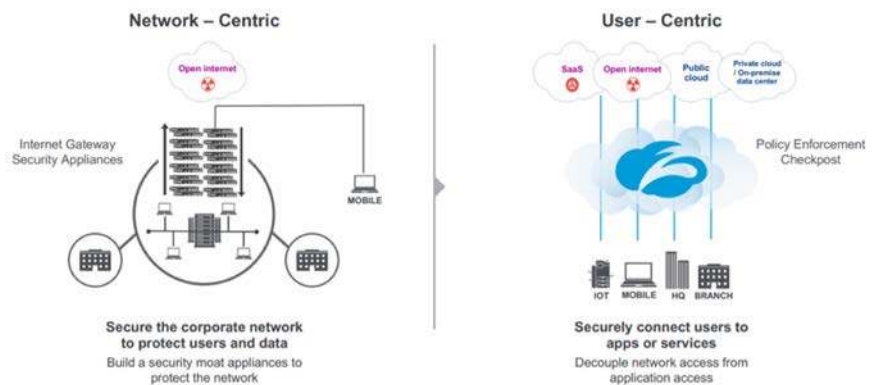 Network – Centric
Open internet
Internet Gateway
Security Appliances
MOBILE
Secure the corporate network
to protect users and data
Build a security moat appliances to
protect the network
User – Centric
SaaS
Open internet
Public
cloud
Private cloud
/ On-premise
data center
Policy Enforcement
Checkpost
IOT
MOBILE
HQ
BRANCH
Securely connect users to
apps or services
Decouple network access from
application access